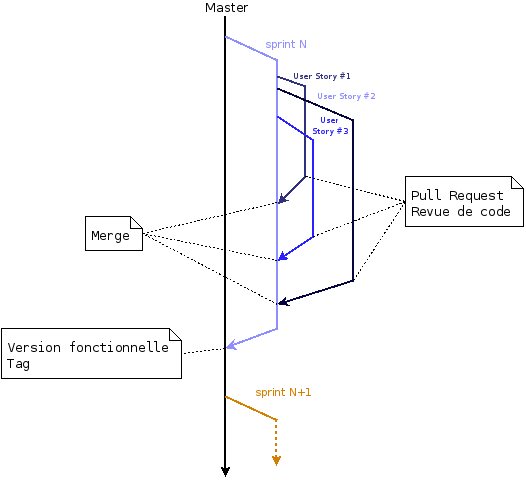 Master
sprint N
User Story #1
User Story #2
User
Story #3
Pull Request
Revue de code
Merge
Version fonctionnelle
Tag
sprint N+1